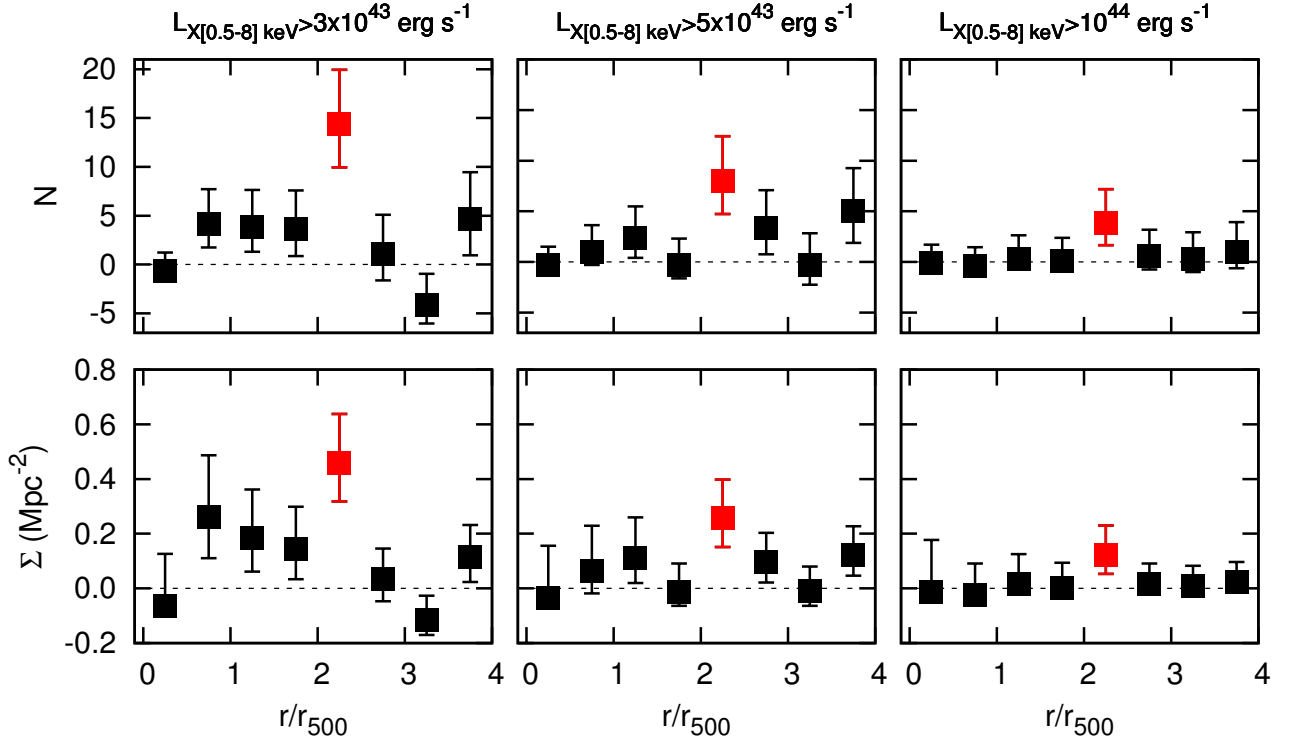 L_X[0.5-8] keV>3x10^43 erg s^-1 L_X[0.5-8] keV>5x10^43 erg s^-1 L_X[0.5-8] keV>10^44 erg s^-1
20
15
10
5
0
-5
N
0.8
0.6
0.4
0.2
0.0
-0.2
Σ (Mpc^-2)
0 1 2 3 4 0 1 2 3 4 0 1 2 3 4
r/r_500 r/r_500 r/r_500